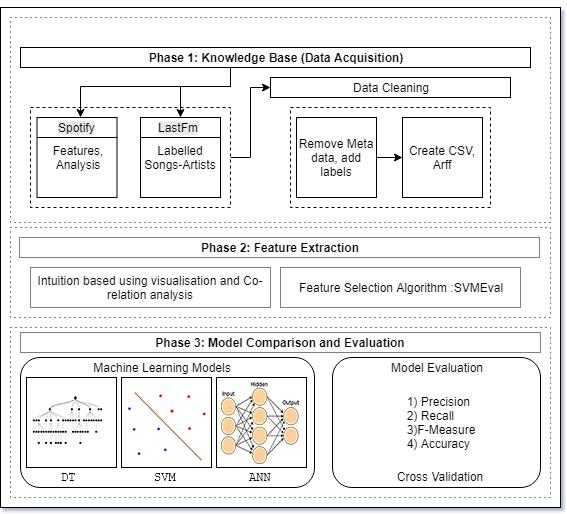 Phase 1: Knowledge Base (Data Acquisition)
Data Cleaning
Spotify
Features,
Analysis
LastFm
Labelled
Songs-Artists
Remove Meta
data, add
labels
Create CSV,
Arff
Phase 2: Feature Extraction
Intuition based using visualisation and Co-
relation analysis
Feature Selection Algorithm :SVMEval
Phase 3: Model Comparison and Evaluation
Machine Learning Models
Input
Hidden
Output
DT
SVM
ANN
Model Evaluation
1) Precision
2) Recall
3)F-Measure
4) Accuracy
Cross Validation